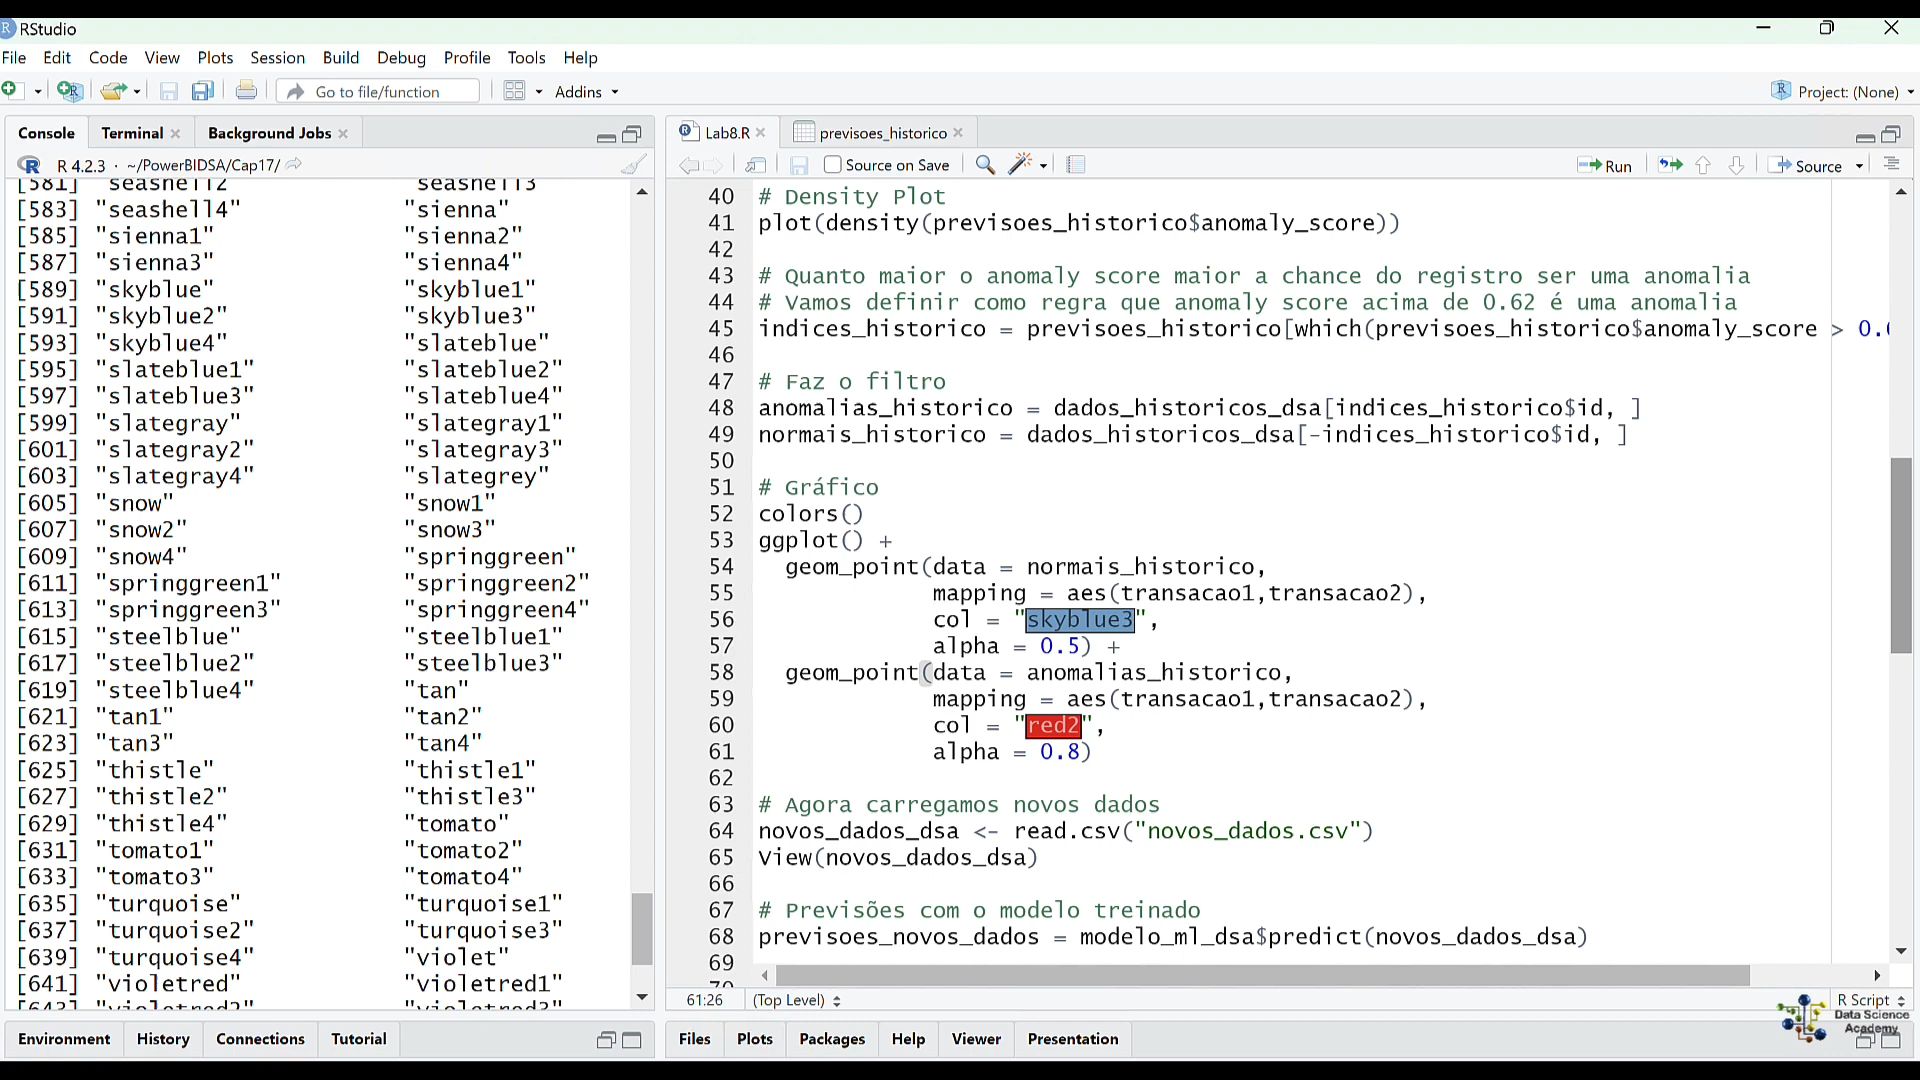 RStudio
File Edit Code View Plots Session Build Debug Profile Tools Help
Go to file/function Addins Project: (None)
Console Terminal Background Jobs
R 4.2.3 · ~/PowerBIDSA/Cap17/
[581] "seashell2" "seashell3"
[583] "seashell4" "sienna"
[585] "sienna1" "sienna2"
[587] "sienna3" "sienna4"
[589] "skyblue" "skyblue1"
[591] "skyblue2" "skyblue3"
[593] "skyblue4" "slateblue"
[595] "slateblue1" "slateblue2"
[597] "slateblue3" "slateblue4"
[599] "slategray" "slategray1"
[601] "slategray2" "slategray3"
[603] "slategray4" "slategrey"
[605] "snow" "snow1"
[607] "snow2" "snow3"
[609] "snow4" "springgreen"
[611] "springgreen1" "springgreen2"
[613] "springgreen3" "springgreen4"
[615] "steelblue" "steelblue1"
[617] "steelblue2" "steelblue3"
[619] "steelblue4" "tan"
[621] "tan1" "tan2"
[623] "tan3" "tan4"
[625] "thistle" "thistle1"
[627] "thistle2" "thistle3"
[629] "thistle4" "tomato"
[631] "tomato1" "tomato2"
[633] "tomato3" "tomato4"
[635] "turquoise" "turquoise1"
[637] "turquoise2" "turquoise3"
[639] "turquoise4" "violet"
[641] "violetred" "violetred1"
[643] "violetred2" "violetred3"
Environment History Connections Tutorial
Lab8.R previsoes_historico
Source on Save Run Source
40 # Density Plot
41 plot(density(previsoes_historico$anomaly_score))
42
43 # Quanto maior o anomaly score maior a chance do registro ser uma anomalia
44 # Vamos definir como regra que anomaly score acima de 0.62 é uma anomalia
45 indices_historico = previsoes_historico[which(previsoes_historico$anomaly_score > 0.
46
47 # Faz o filtro
48 anomalias_historico = dados_historicos_dsa[indices_historico$id, ]
49 normais_historico = dados_historicos_dsa[-indices_historico$id, ]
50
51 # Gráfico
52 colors()
53 ggplot() +
54 geom_point(data = normais_historico,
55 mapping = aes(transacao1,transacao2),
56 col = "skyblue3",
57 alpha = 0.5) +
58 geom_point(data = anomalias_historico,
59 mapping = aes(transacao1,transacao2),
60 col = "red2",
61 alpha = 0.8)
62
63 # Agora carregamos novos dados
64 novos_dados_dsa <- read.csv("novos_dados.csv")
65 View(novos_dados_dsa)
66
67 # Previsões com o modelo treinado
68 previsoes_novos_dados = modelo_ml_dsa$predict(novos_dados_dsa)
69
70
61:26 (Top Level) R Script
Data Science
Academy
Files Plots Packages Help Viewer Presentation